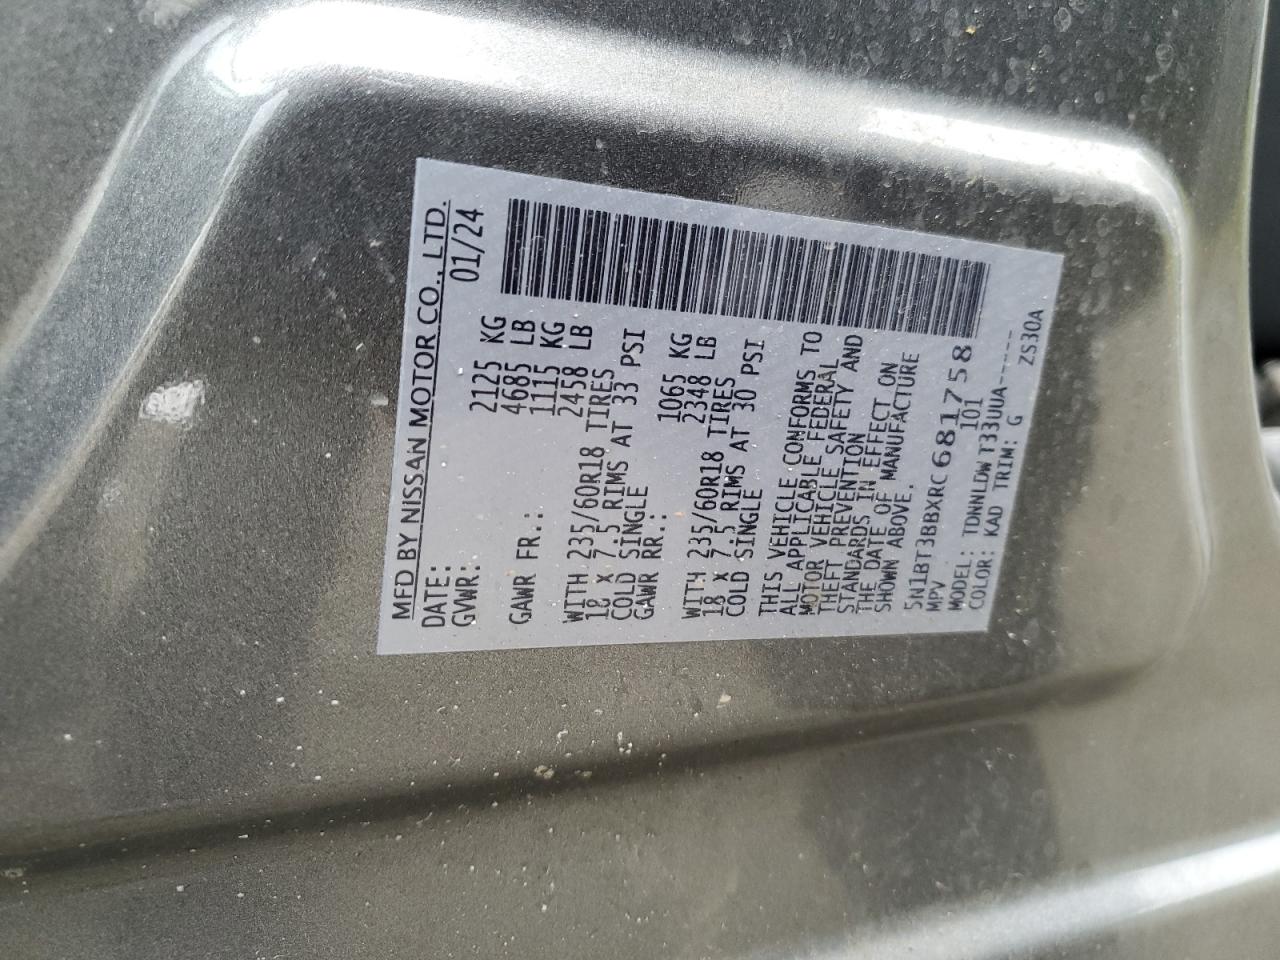 MFD BY NISSAN MOTOR CO., LTD.
DATE: 01/24
GVWR: 2125 KG
4685 LB
GAWR FR.: 1115 KG
2458 LB
WITH 235/60R18 TIRES
18 X 7.5 RIMS AT 33 PSI
COLD SINGLE
GAWR RR.: 1065 KG
2348 LB
WITH 235/60R18 TIRES
18 X 7.5 RIMS AT 30 PSI
COLD SINGLE
THIS VEHICLE CONFORMS TO
ALL APPLICABLE FEDERAL
MOTOR VEHICLE SAFETY AND
THEFT PREVENTION
STANDARDS IN EFFECT ON
THE DATE OF MANUFACTURE
SHOWN ABOVE.
5N1BT3BBXRC681758
MPV I01
MODEL: TDNNLDW T33UUA-----
COLOR: KAD TRIM: G ZS30A